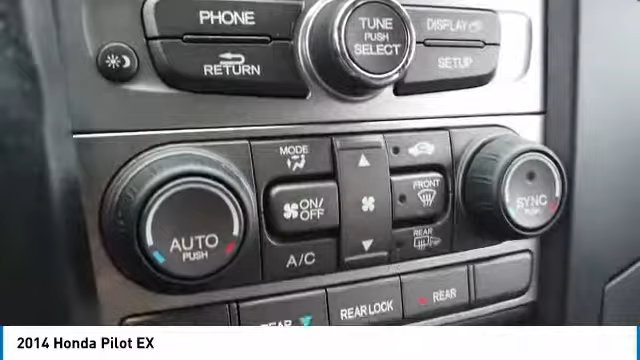 PHONE
TUNE
PUSH
SELECT
DISPLAY
RETURN
SETUP
MODE
ON/
OFF
FRONT
AUTO
PUSH
SYNC
PUSH
REAR
A/C
REAR
REAR LOCK
REAR
2014 Honda Pilot EX